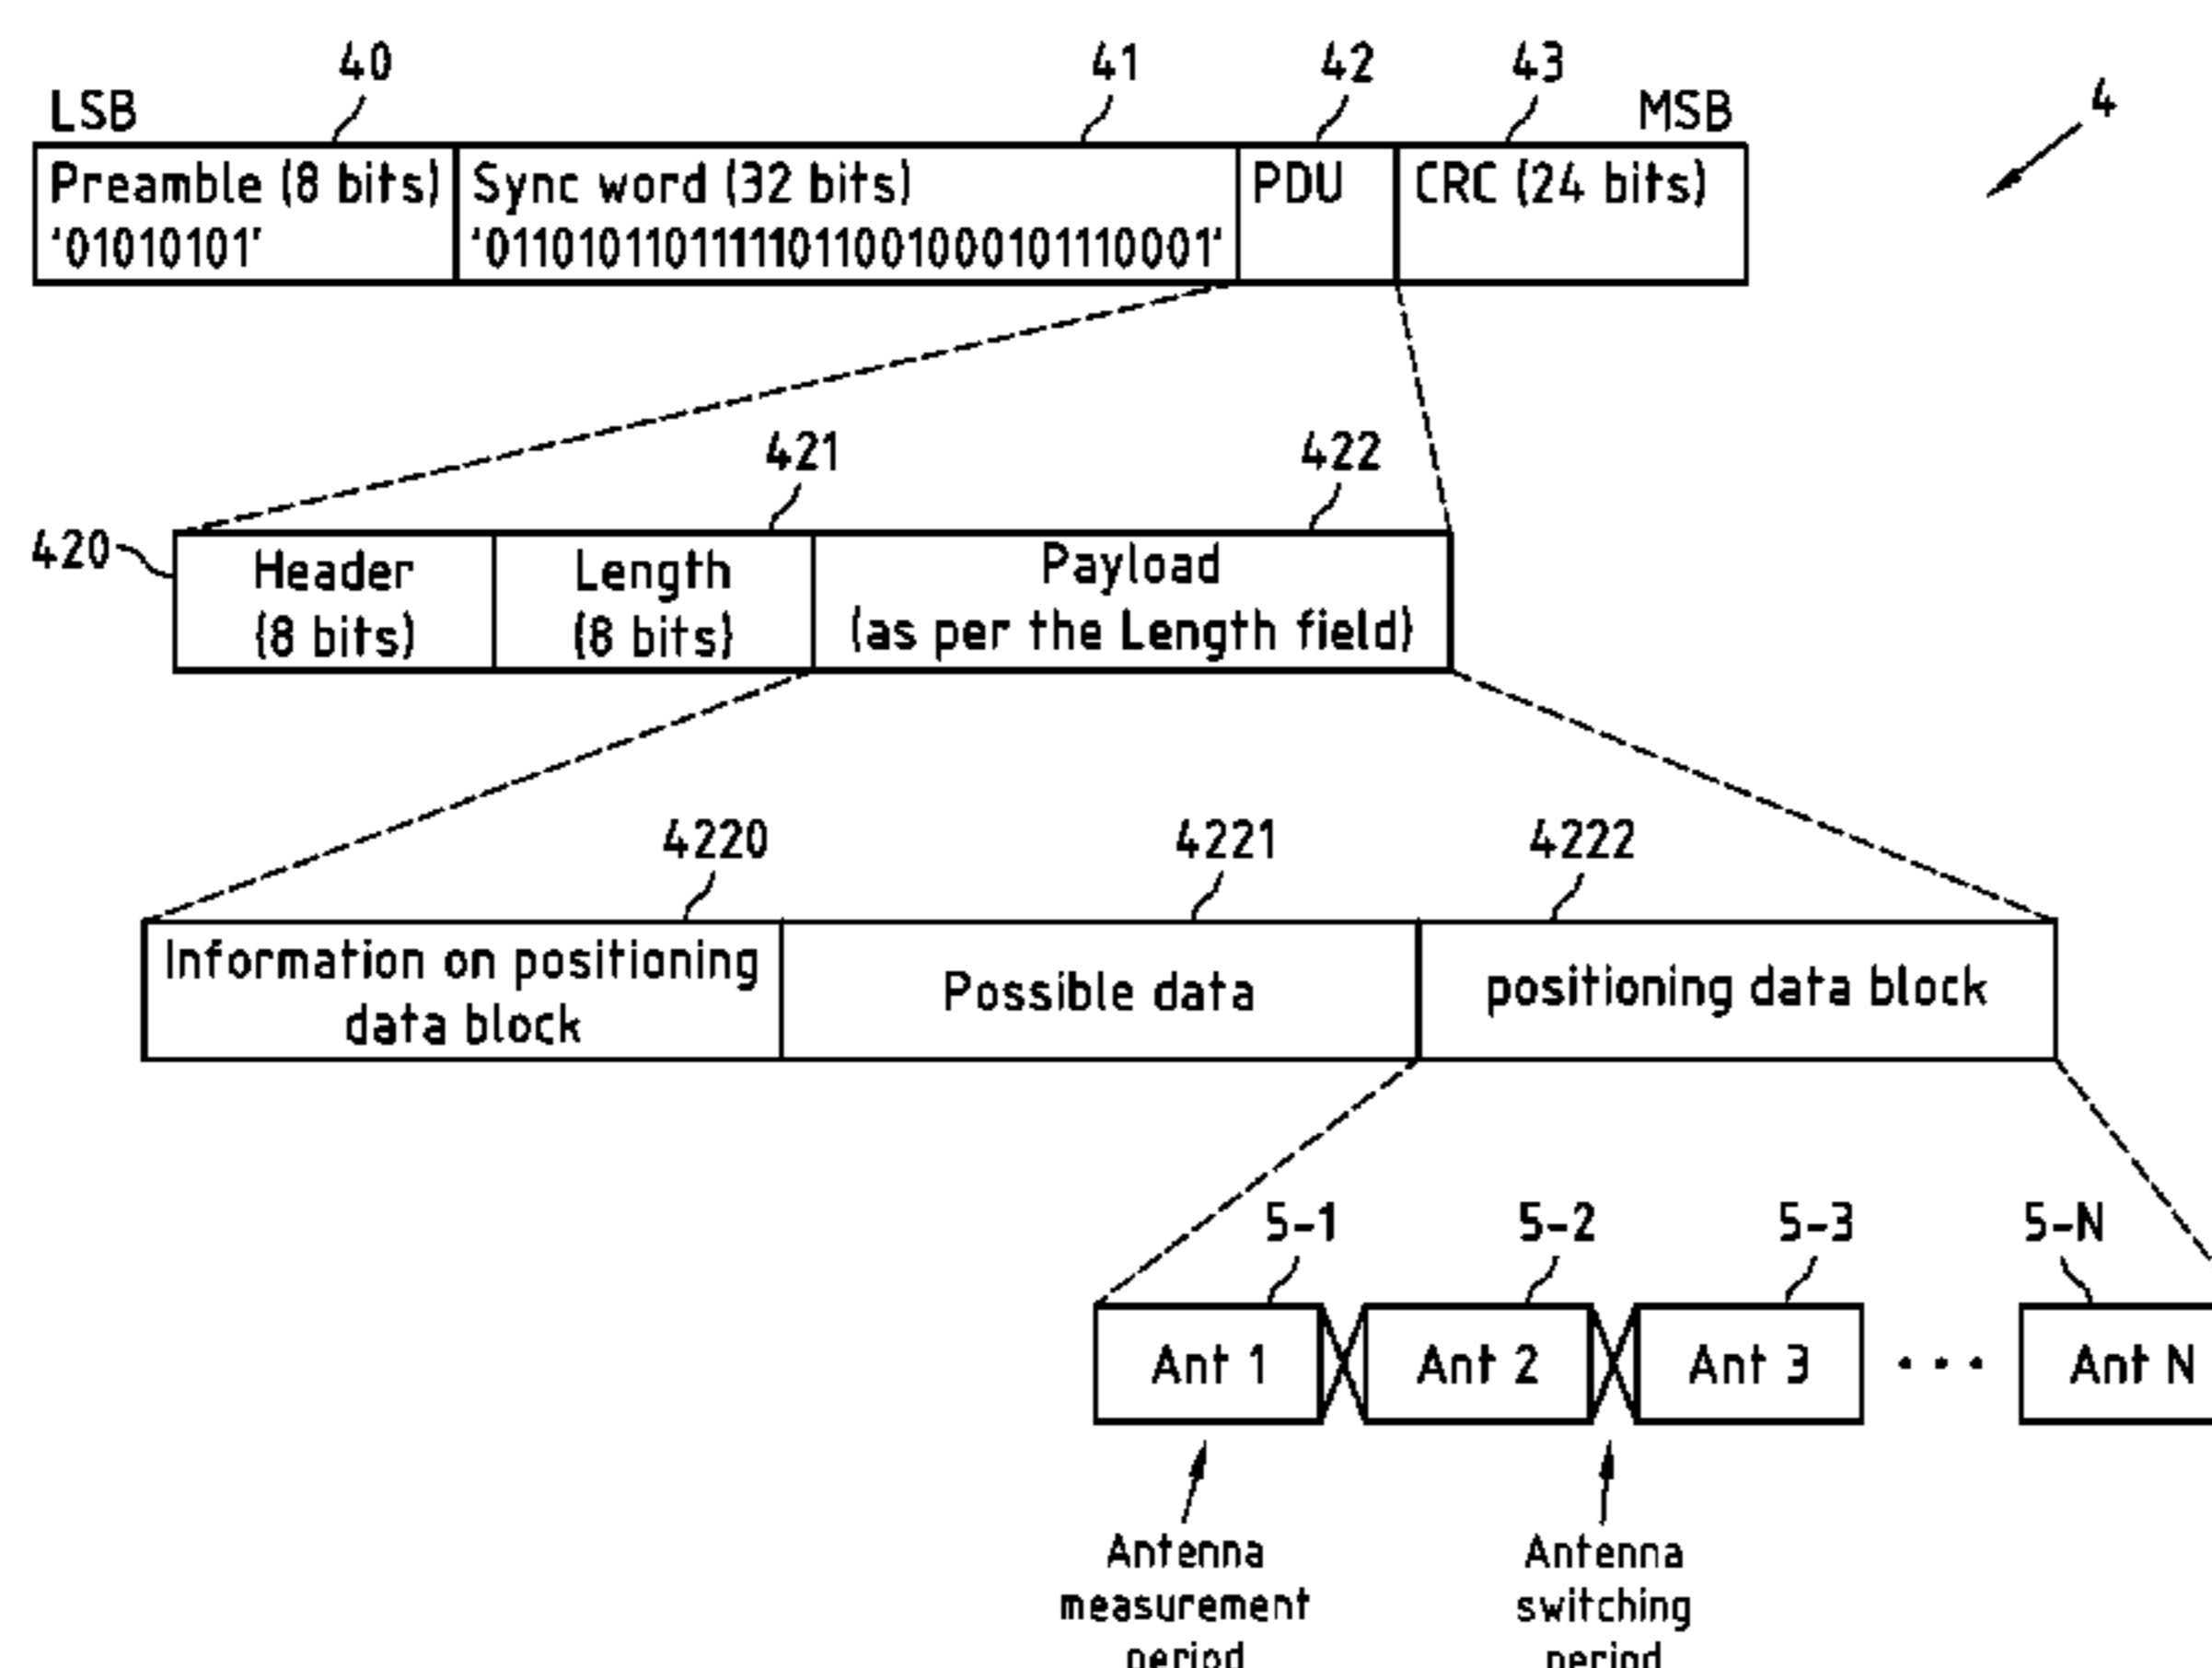 40
41
42
43
LSB
MSB
4
Preamble (8 bits)
'01010101'
Sync word (32 bits)
'01101011011111011001000101110001'
PDU
CRC (24 bits)
421
422
420
Header
(8 bits)
Length
(8 bits)
Payload
(as per the Length field)
4220
4221
4222
Information on positioning
data block
Possible data
positioning data block
5-1
5-2
5-3
5-N
Ant 1
Ant 2
Ant 3
...
Ant N
Antenna
measurement
period
Antenna
switching
period